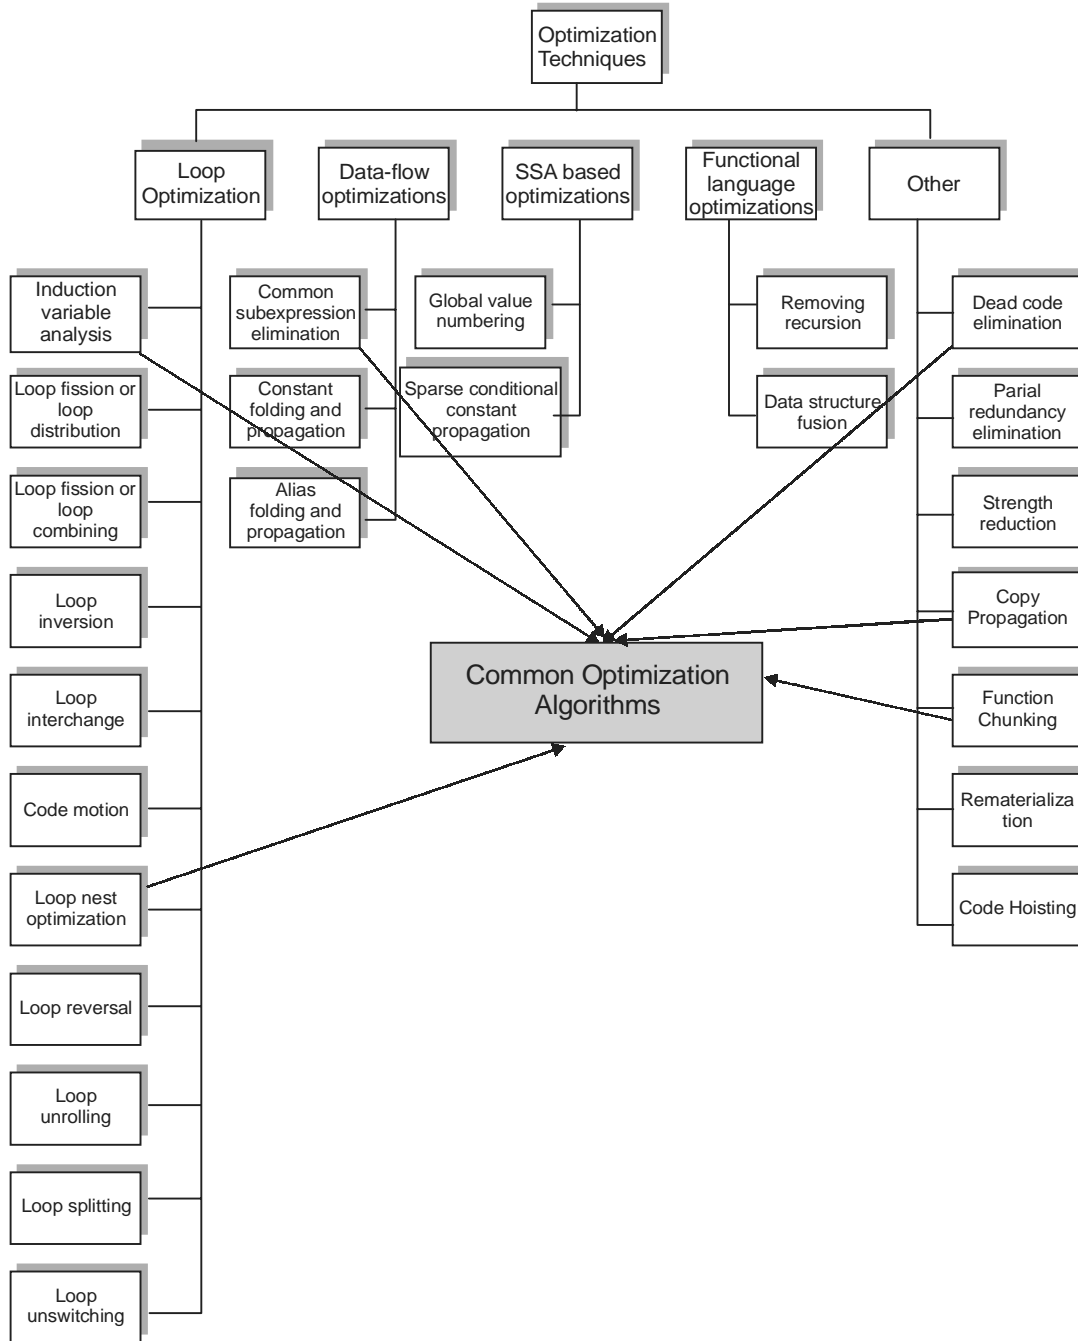 Optimization
Techniques
Loop
Optimization
Data-flow
optimizations
SSA based
optimizations
Functional
language
optimizations
Other
Induction
variable
analysis
Loop fission or
loop
distribution
Loop fission or
loop
combining
Loop
inversion
Loop
interchange
Code motion
Loop nest
optimization
Loop reversal
Loop
unrolling
Loop splitting
Loop
unswitching
Common
subexpression
elimination
Constant
folding and
propagation
Alias
folding and
propagation
Global value
numbering
Sparse conditional
constant
propagation
Removing
recursion
Data structure
fusion
Dead code
elimination
Parial
redundancy
elimination
Strength
reduction
Copy
Propagation
Function
Chunking
Rematerializa
tion
Code Hoisting
Common Optimization
Algorithms